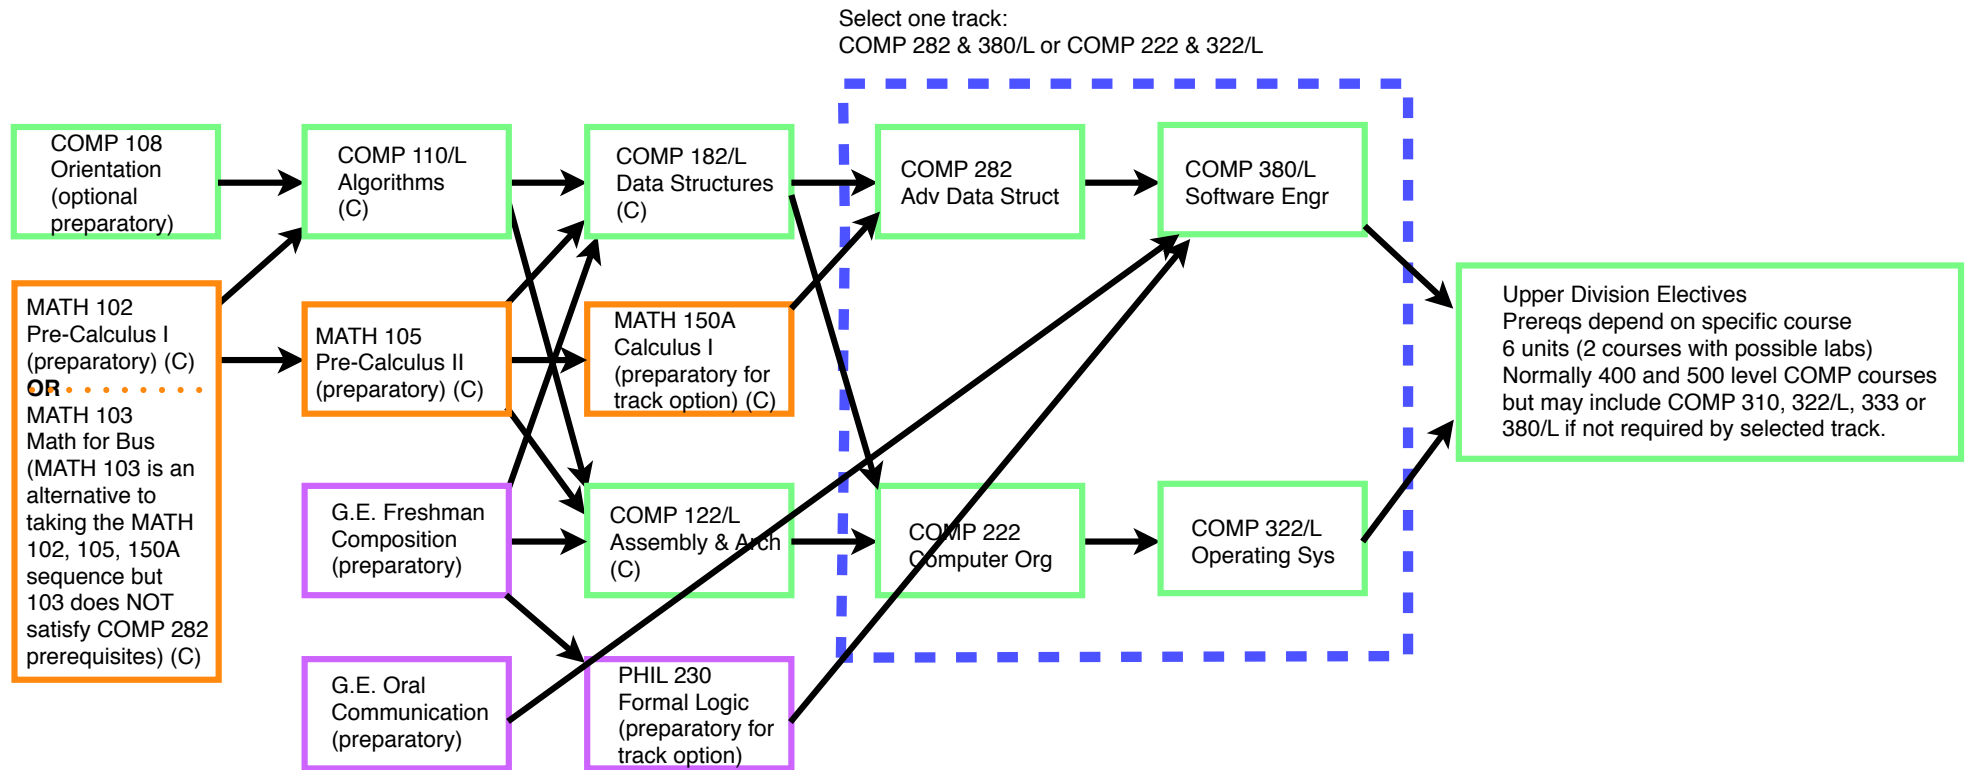 Select one track:
COMP 282 & 380/L or COMP 222 & 322/L
COMP 108
Orientation
(optional
preparatory)
COMP 110/L
Algorithms
(C)
COMP 182/L
Data Structures
(C)
COMP 282
Adv Data Struct
COMP 380/L
Software Engr
MATH 102
Pre-Calculus I
(preparatory) (C)
OR
MATH 103
Math for Bus
(MATH 103 is an
alternative to
taking the MATH
102, 105, 150A
sequence but
103 does NOT
satisfy COMP 282
prerequisites) (C)
MATH 105
Pre-Calculus II
(preparatory) (C)
MATH 150A
Calculus I
(preparatory for
track option) (C)
Upper Division Electives
Prereqs depend on specific course
6 units (2 courses with possible labs)
Normally 400 and 500 level COMP courses
but may include COMP 310, 322/L, 333 or
380/L if not required by selected track.
G.E. Freshman
Composition
(preparatory)
COMP 122/L
Assembly & Arch
(C)
COMP 222
Computer Org
COMP 322/L
Operating Sys
G.E. Oral
Communication
(preparatory)
PHIL 230
Formal Logic
(preparatory for
track option)